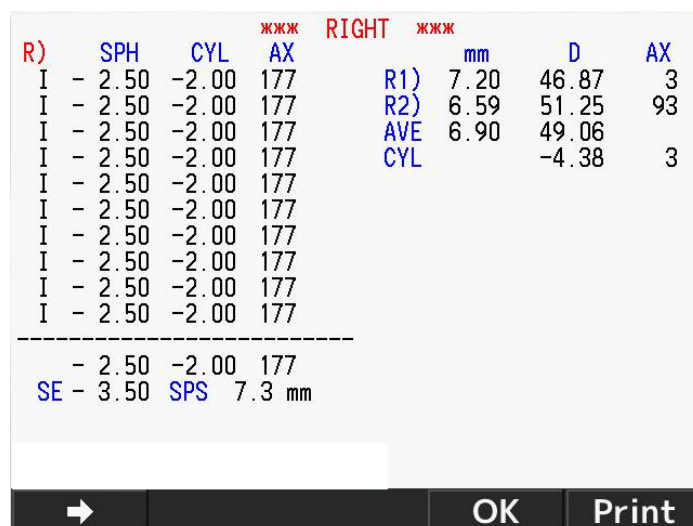 *** RIGHT ***
R) SPH CYL AX mm D AX
I - 2.50 -2.00 177 R1) 7.20 46.87 3
I - 2.50 -2.00 177 R2) 6.59 51.25 93
I - 2.50 -2.00 177 AVE 6.90 49.06
I - 2.50 -2.00 177 CYL -4.38 3
I - 2.50 -2.00 177
I - 2.50 -2.00 177
I - 2.50 -2.00 177
I - 2.50 -2.00 177
I - 2.50 -2.00 177
I - 2.50 -2.00 177
--------------------------
- 2.50 -2.00 177
SE - 3.50 SPS 7.3 mm
OK Print